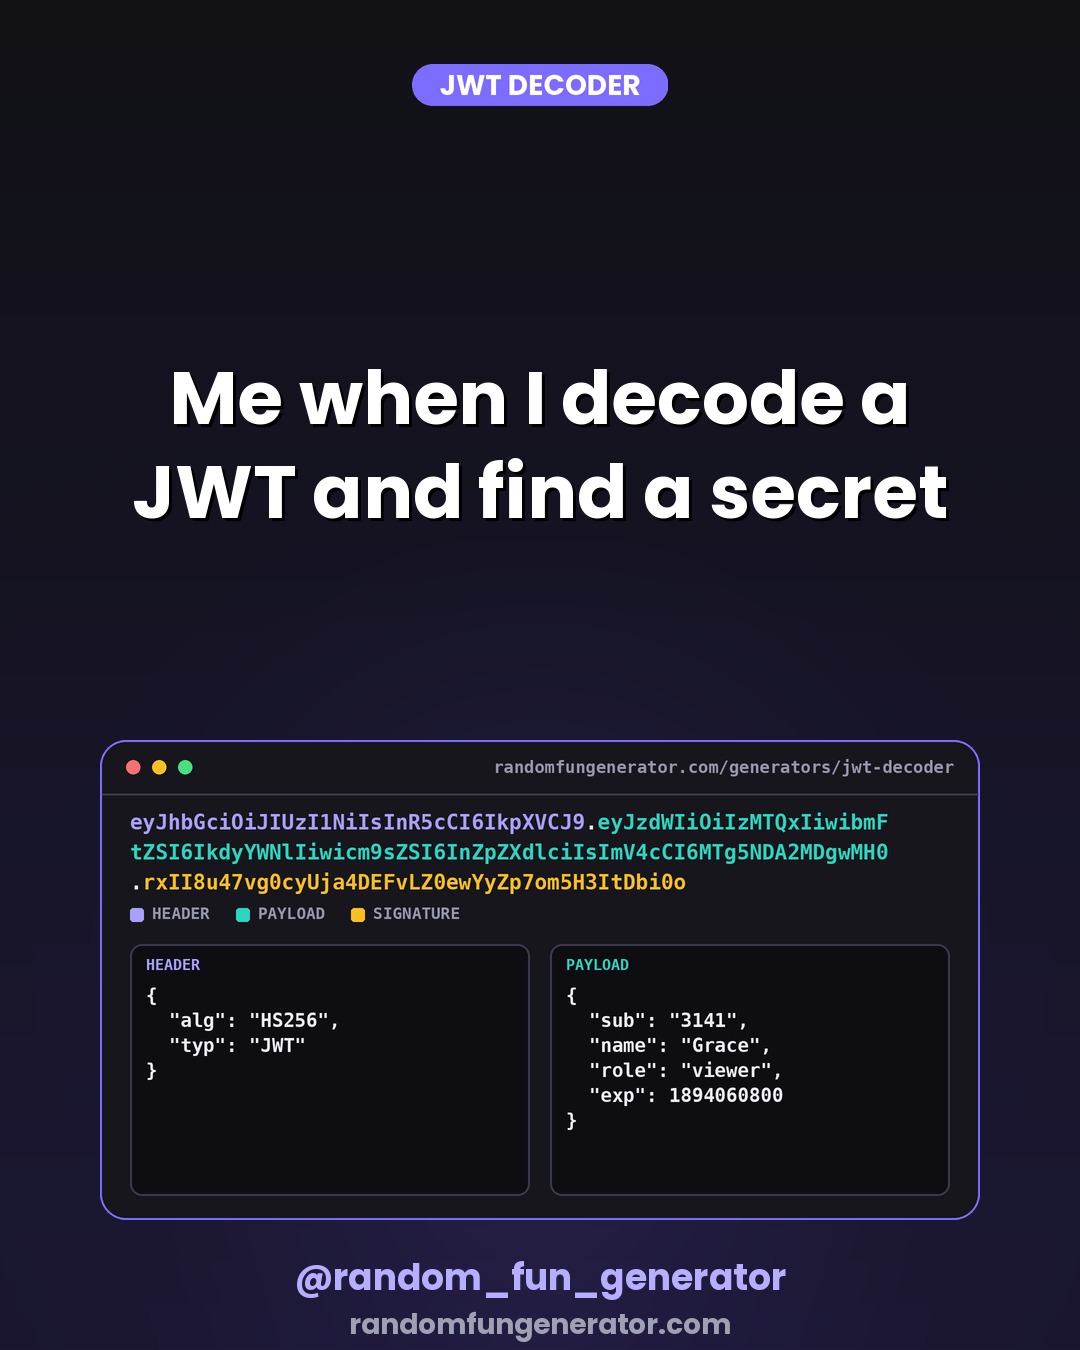 JWT DECODER
Me when I decode a
JWT and find a secret
randomfungenerator.com/generators/jwt-decoder
eyJhbGciOiJIUzI1NiIsInR5cCI6IkpXVCJ9.eyJzdWIiOiIzMTQxIiwibmF
tZSI6IkdyYWNlIiwicm9sZSI6InZpZXdlciIsImV4cCI6MTg5NDA2MDgwMH0
.rxII8u47vg0cyUja4DEFvLZ0ewYyZp7om5H3ItDbi0o
HEADER PAYLOAD SIGNATURE
HEADER
{
"alg": "HS256",
"typ": "JWT"
}
PAYLOAD
{
"sub": "3141",
"name": "Grace",
"role": "viewer",
"exp": 1894060800
}
@random_fun_generator
randomfungenerator.com